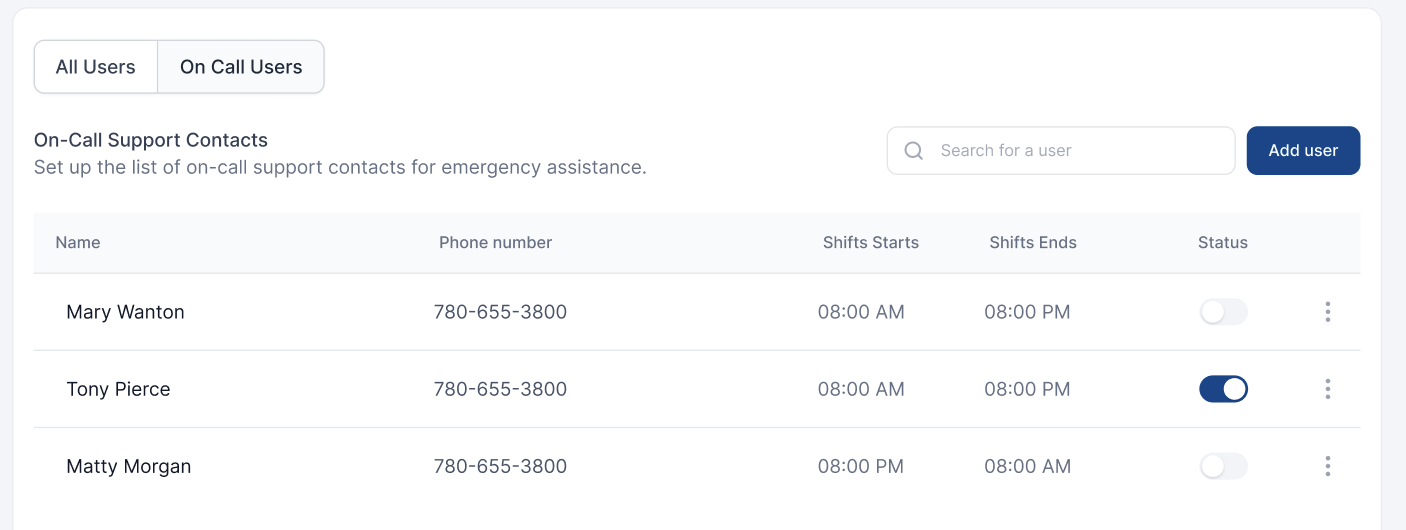 All Users On Call Users
On-Call Support Contacts
Set up the list of on-call support contacts for emergency assistance.
Search for a user Add user
Name Phone number Shifts Starts Shifts Ends Status
Mary Wanton 780-655-3800 08:00 AM 08:00 PM
Tony Pierce 780-655-3800 08:00 AM 08:00 PM
Matty Morgan 780-655-3800 08:00 PM 08:00 AM